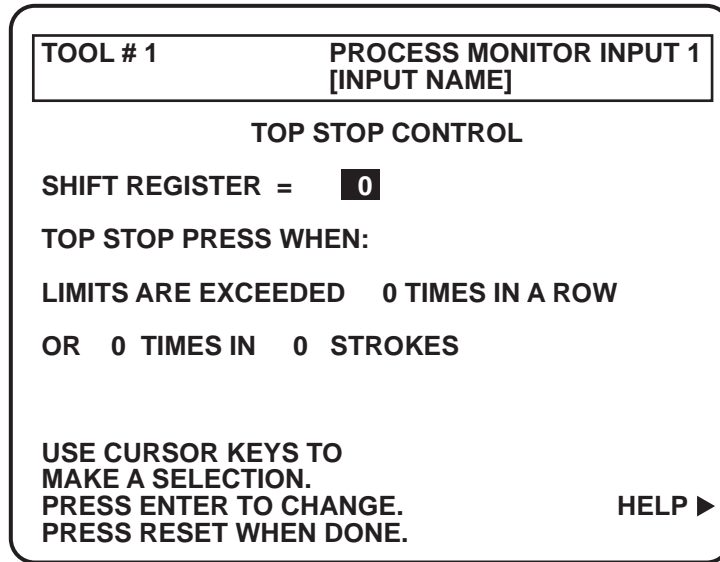 TOOL # 1 PROCESS MONITOR INPUT 1
[INPUT NAME]
TOP STOP CONTROL
SHIFT REGISTER = 0
TOP STOP PRESS WHEN:
LIMITS ARE EXCEEDED 0 TIMES IN A ROW
OR 0 TIMES IN 0 STROKES
USE CURSOR KEYS TO
MAKE A SELECTION.
PRESS ENTER TO CHANGE. HELP ▶
PRESS RESET WHEN DONE.